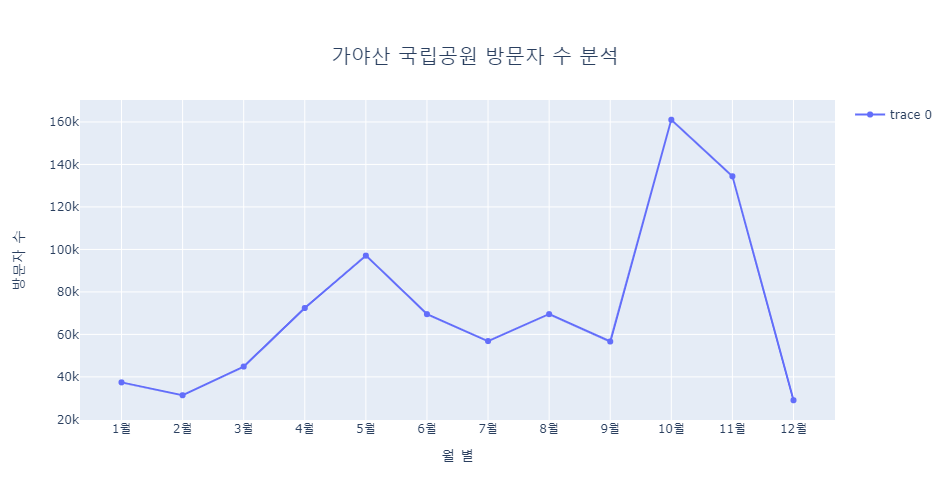 가야산 국립공원 방문자 수 분석
trace 0
방문자 수
160k
140k
120k
100k
80k
60k
40k
20k
1월 2월 3월 4월 5월 6월 7월 8월 9월 10월 11월 12월
월 별